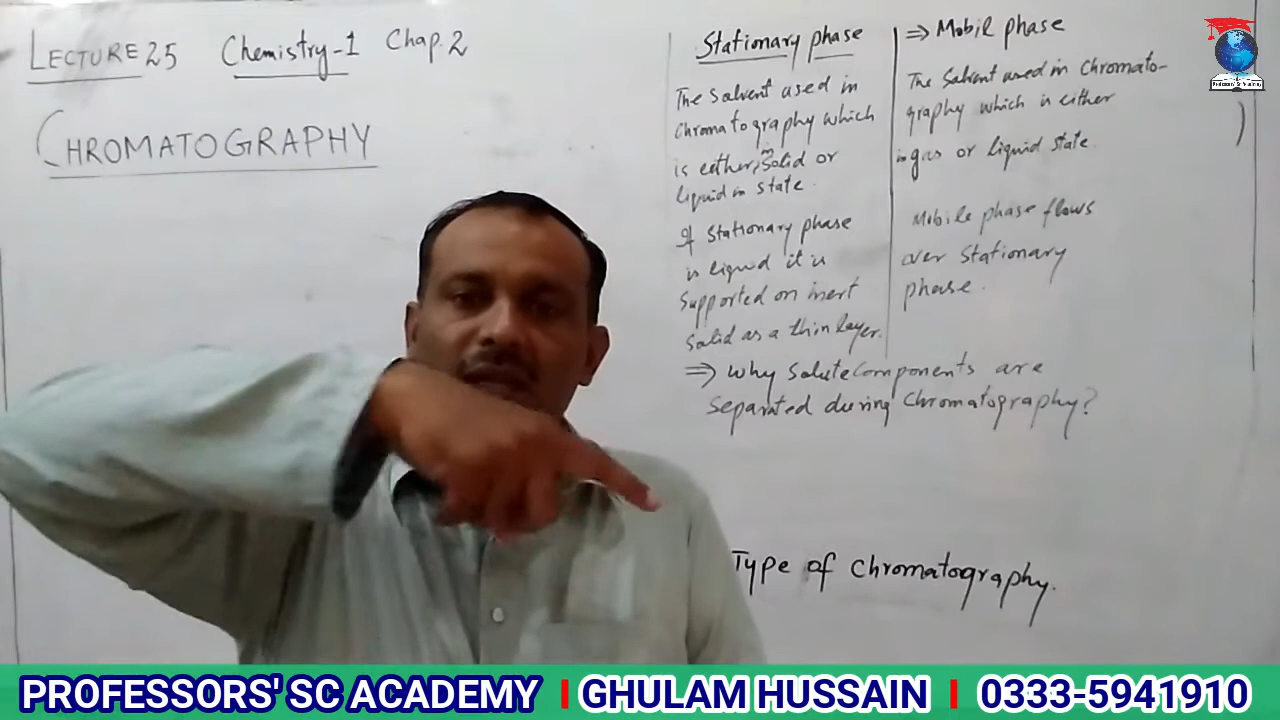 LECTURE 25 Chemistry-1 Chap. 2
CHROMATOGRAPHY
Stationary phase
The Solvent used in
Chromatography which
is either in Solid or
liquid in state.
If Stationary phase
is liquid it is
Supported on inert
Solid as a thin layer.
⇒ Mobil phase
The Solvent used in Chromato-
graphy which is either
in gas or liquid state.
Mobile phase flows
over Stationary
phase.
⇒ Why Solute Components are
Separated during Chromatography?
Type of Chromatography.
PROFESSORS' SC ACADEMY | GHULAM HUSSAIN | 0333-5941910